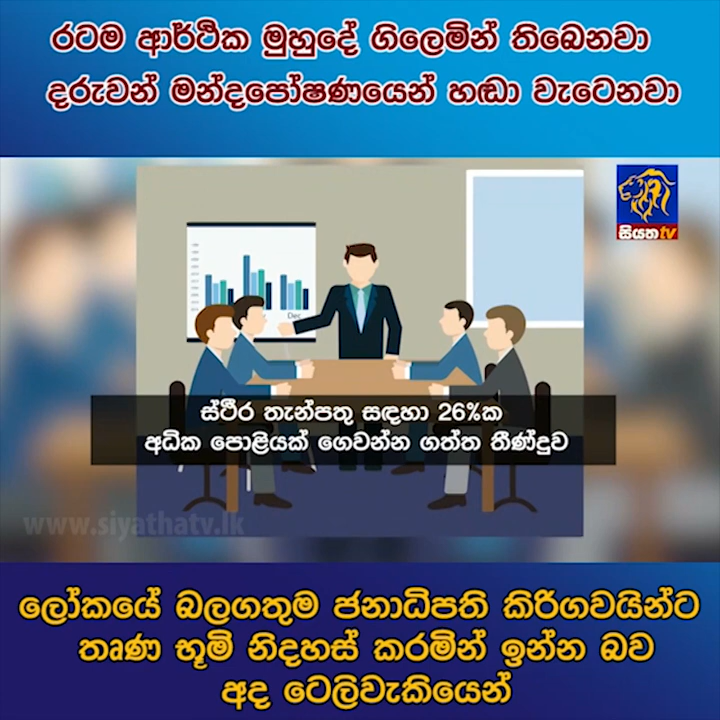 රටම ආර්ථික මුහුදේ ගිලෙමින් තිබෙනවා
දරුවන් මන්දපෝෂණයෙන් හඬා වැටෙනවා
සියත tv
Dec
ස්ථීර තැන්පතු සඳහා 26%ක
අධික පොළියක් ගෙවන්න ගත්ත තීණ්දුව
www.siyathatv.lk
ලෝකයේ බලගතුම ජනාධිපති කිරිගවයින්ට
තෘණ භූමි නිදහස් කරමින් ඉන්න බව
අද ටෙලිවැකියෙන්